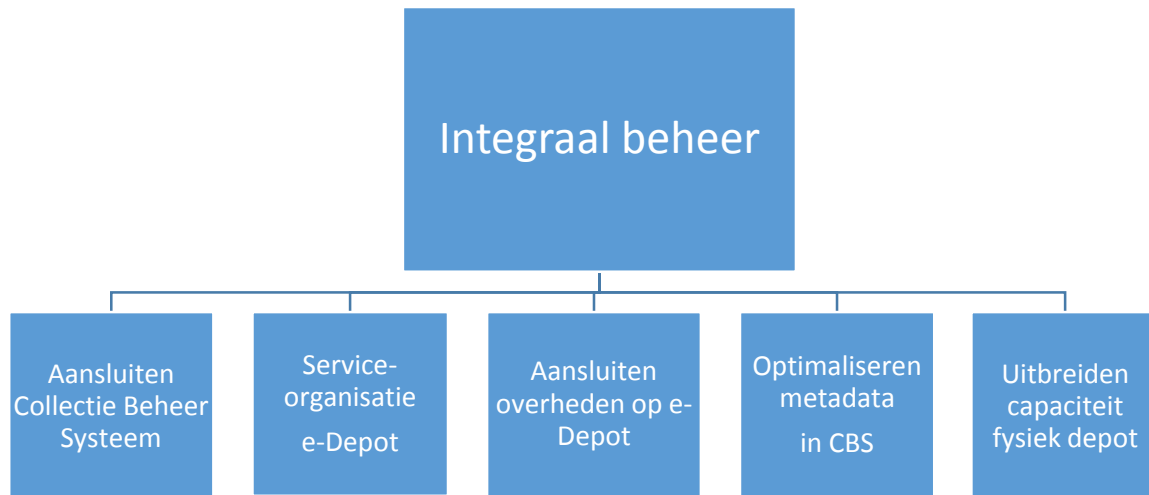 Integraal beheer
Aansluiten
Collectie Beheer
Systeem
Service-
organisatie
e-Depot
Aansluiten
overheden op e-
Depot
Optimaliseren
metadata
in CBS
Uitbreiden
capaciteit
fysiek depot